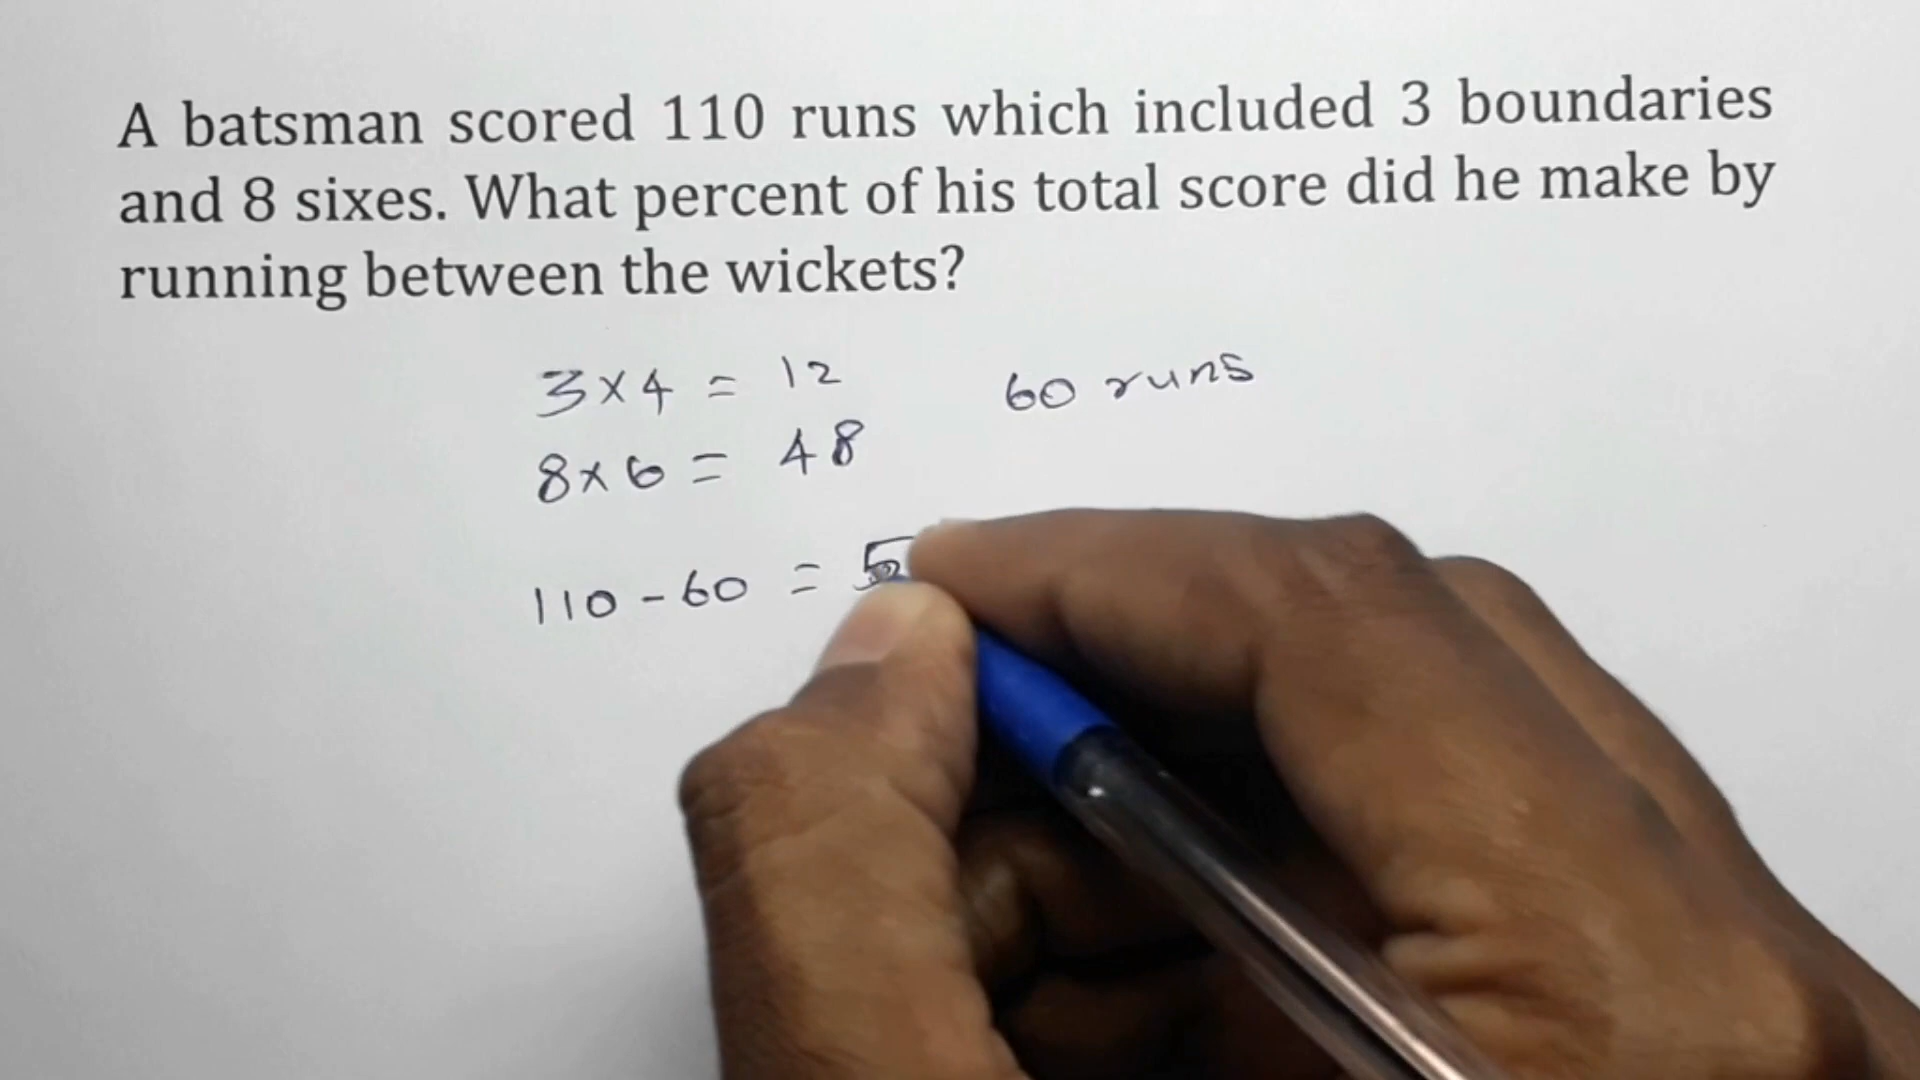 A batsman scored 110 runs which included 3 boundaries
and 8 sixes. What percent of his total score did he make by
running between the wickets?
3 × 4 = 12
60 runs
8 × 6 = 48
110 - 60 = 5